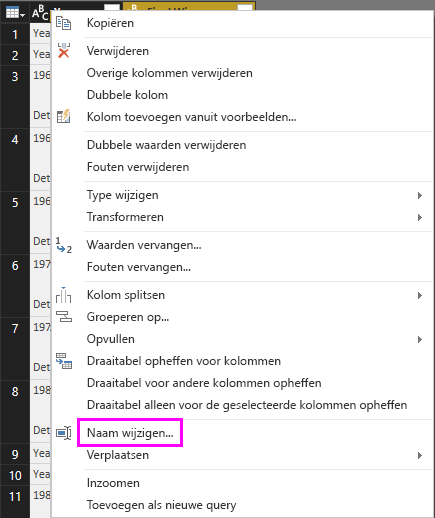 Kopiëren
1 Yea
Verwijderen
2 Yea
Overige kolommen verwijderen
3 196
Dubbele kolom
Det
Kolom toevoegen vanuit voorbeelden...
4 196
Dubbele waarden verwijderen
Fouten verwijderen
Det
5 196
Type wijzigen
Transformeren
Det
Waarden vervangen...
6 197
Fouten vervangen...
Kolom splitsen
Det
Groeperen op...
7 197
Opvullen
Draaitabel opheffen voor kolommen
Det
Draaitabel voor andere kolommen opheffen
8 198
Draaitabel alleen voor de geselecteerde kolommen opheffen
Det
Naam wijzigen...
9 Yea
Verplaatsen
10 Yea
Inzoomen
11 198
Toevoegen als nieuwe query